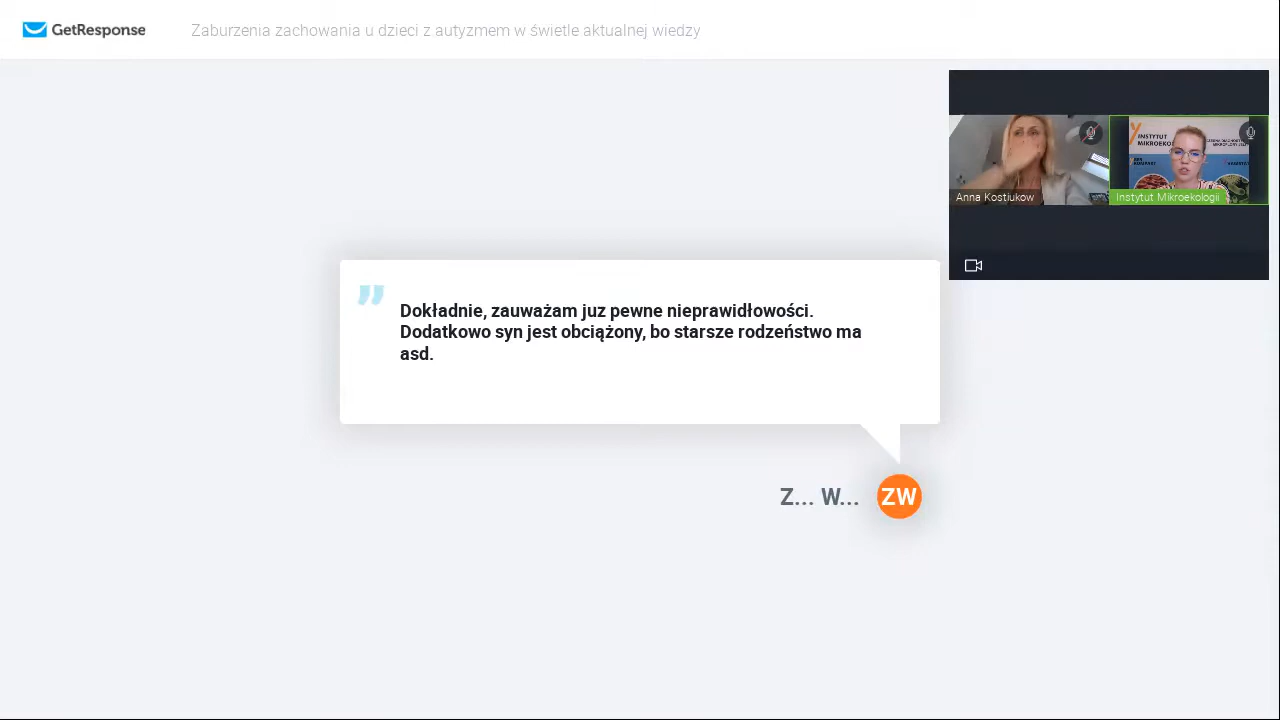 GetResponse
Zaburzenia zachowania u dzieci z autyzmem w świetle aktualnej wiedzy
INSTYTUT
Anna Kostiukow
Instytut Mikroekologii
Dokładnie, zauważam juz pewne nieprawidłowości.
Dodatkowo syn jest obciążony, bo starsze rodzeństwo ma
asd.
Z... W...
ZW